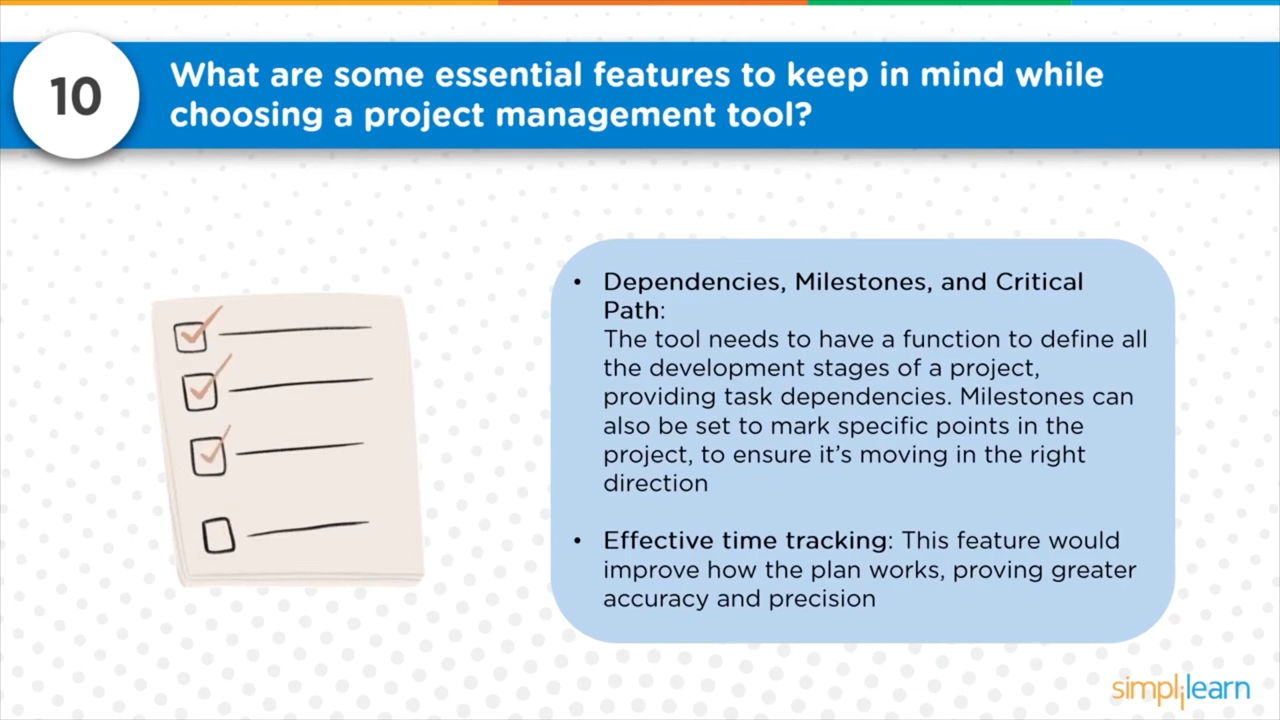 10
What are some essential features to keep in mind while
choosing a project management tool?
• Dependencies, Milestones, and Critical
Path:
The tool needs to have a function to define all
the development stages of a project,
providing task dependencies. Milestones can
also be set to mark specific points in the
project, to ensure it’s moving in the right
direction
• Effective time tracking: This feature would
improve how the plan works, proving greater
accuracy and precision
simplilearn